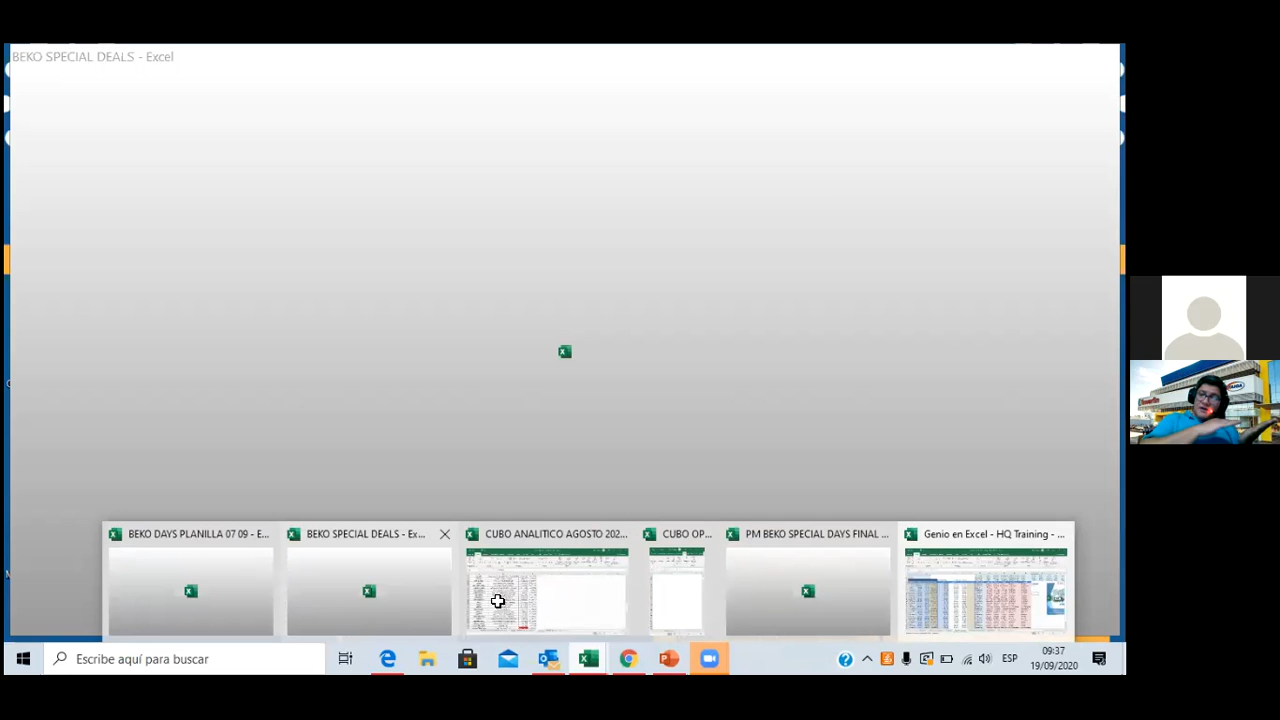 BEKO SPECIAL DEALS - Excel
BEKO DAYS PLANILLA 07 09 - E...
BEKO SPECIAL DEALS - Ex...
CUBO ANALITICO AGOSTO 202...
CUBO OP...
PM BEKO SPECIAL DAYS FINAL ...
Genio en Excel - HQ Training - ...
Escribe aquí para buscar
ESP
09:37
19/09/2020